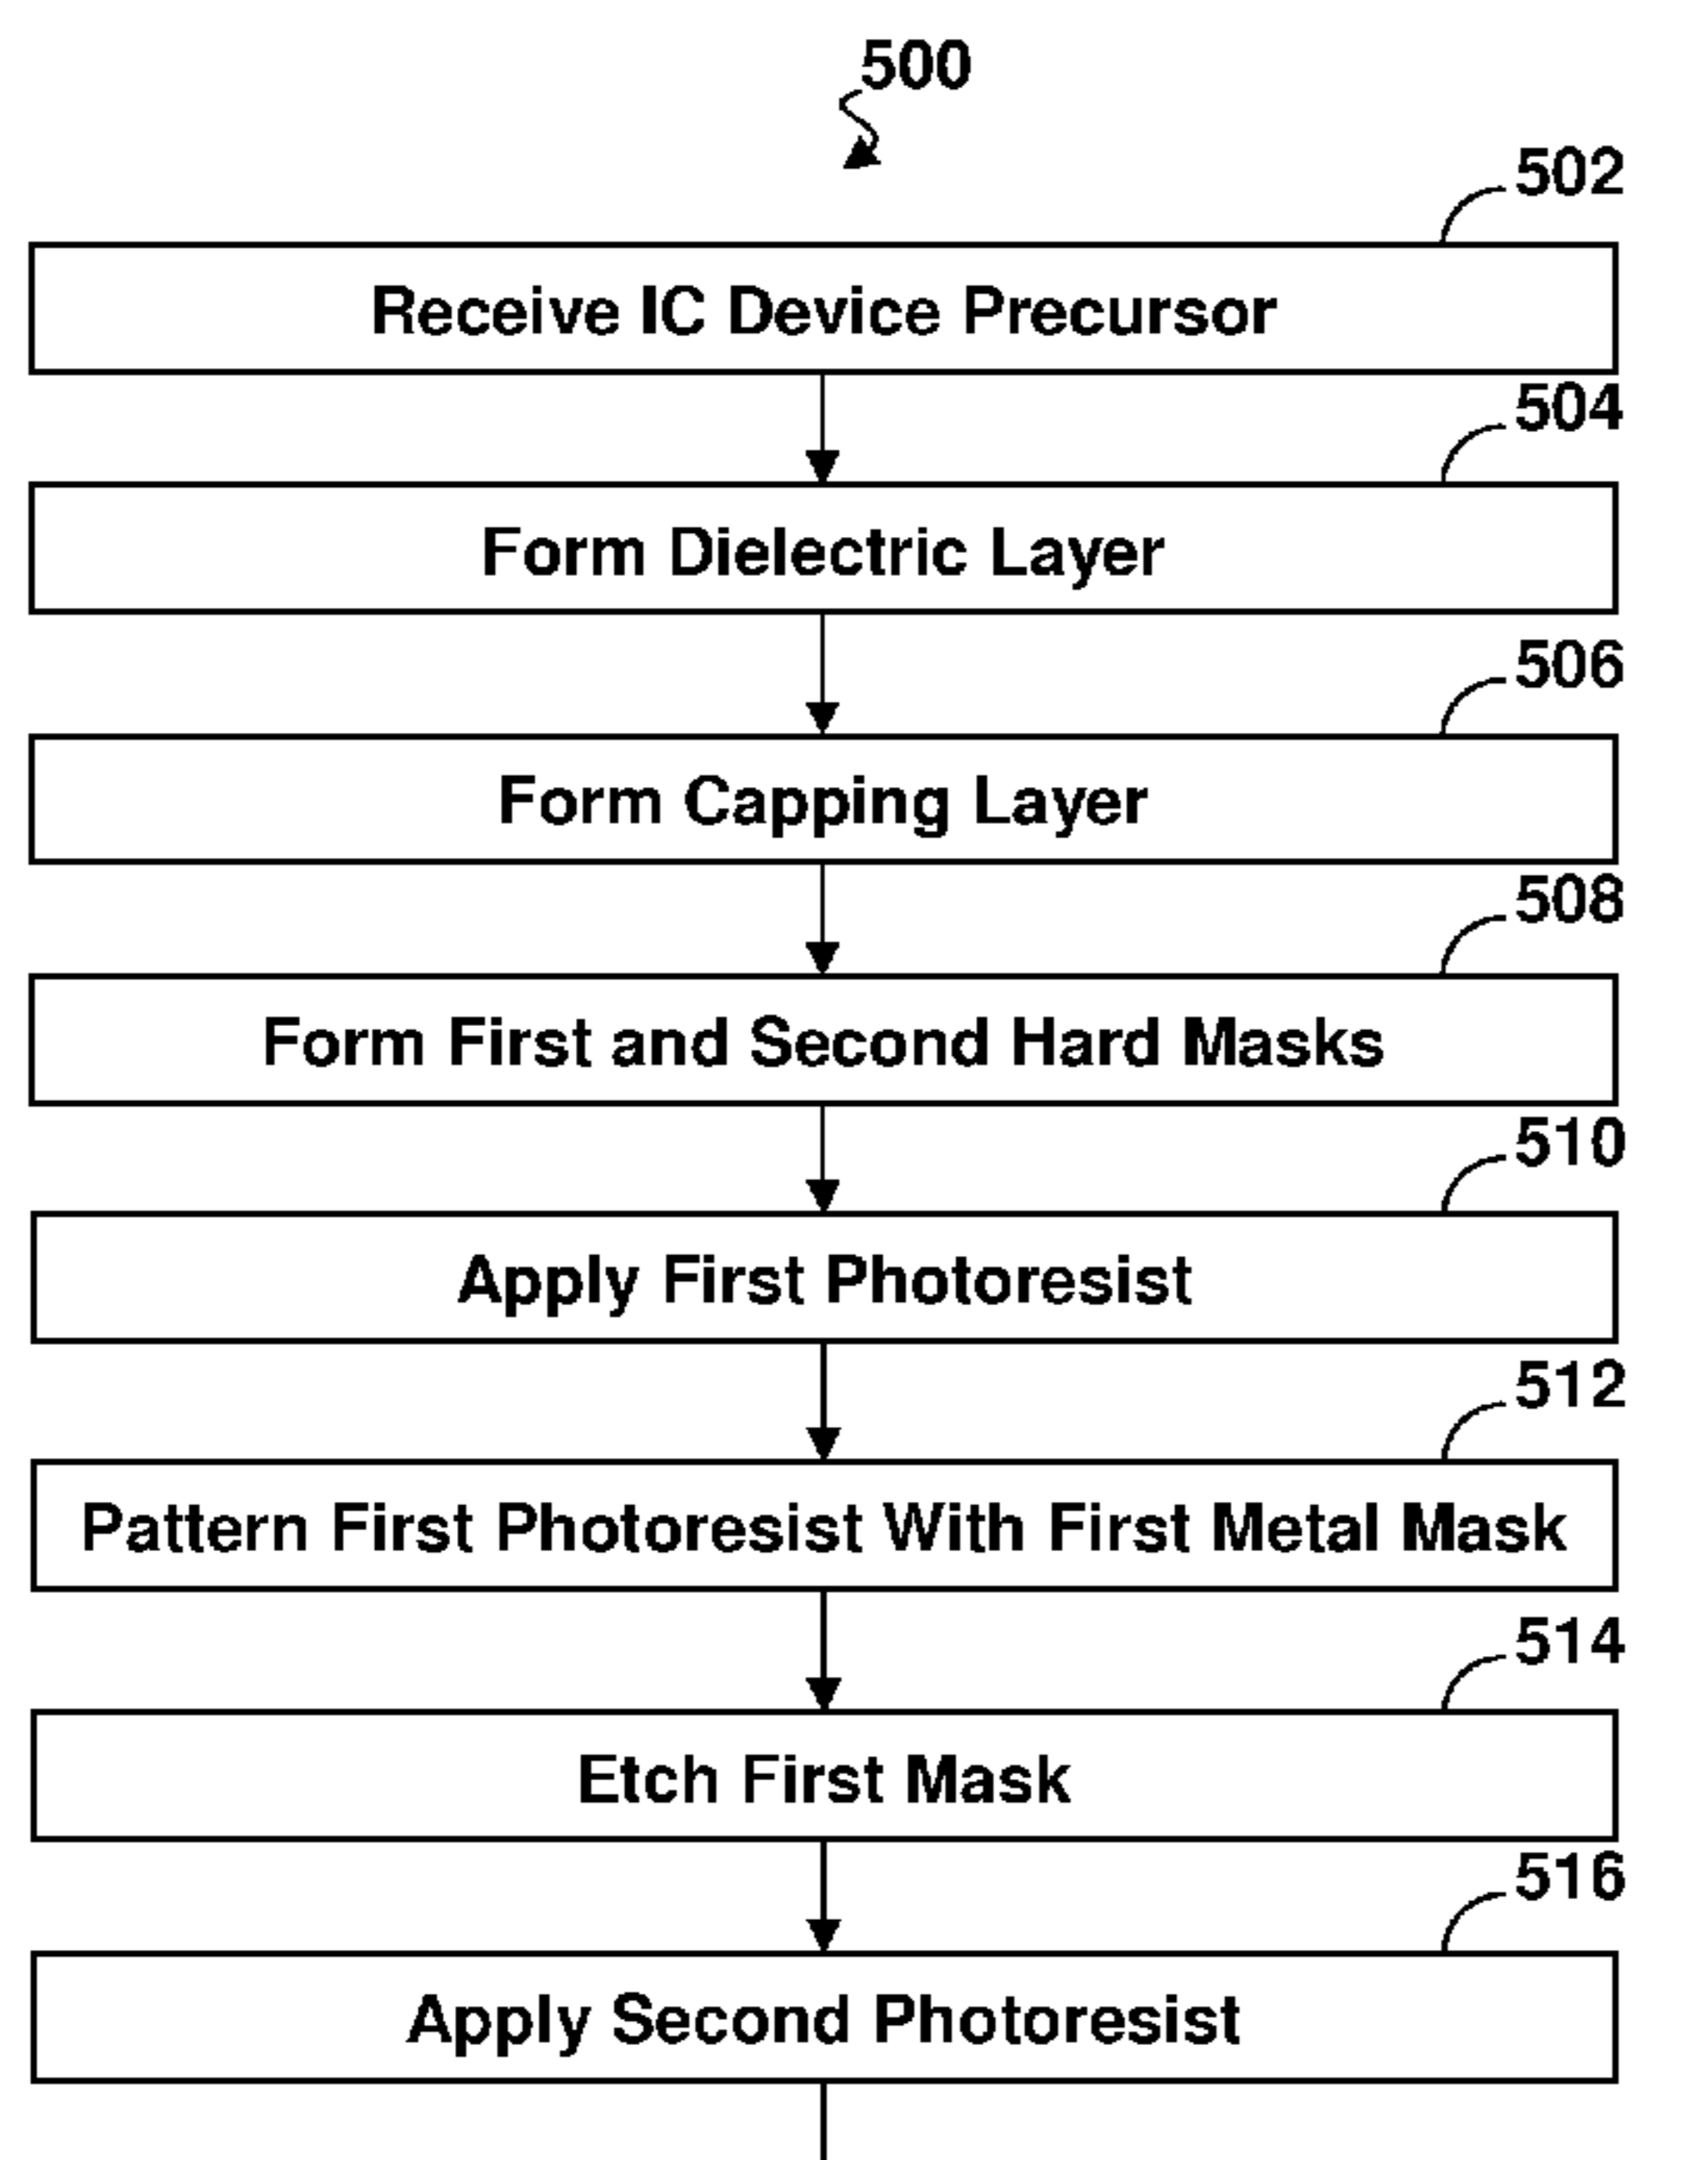 500
502
Receive IC Device Precursor
504
Form Dielectric Layer
506
Form Capping Layer
508
Form First and Second Hard Masks
510
Apply First Photoresist
512
Pattern First Photoresist With First Metal Mask
514
Etch First Mask
516
Apply Second Photoresist